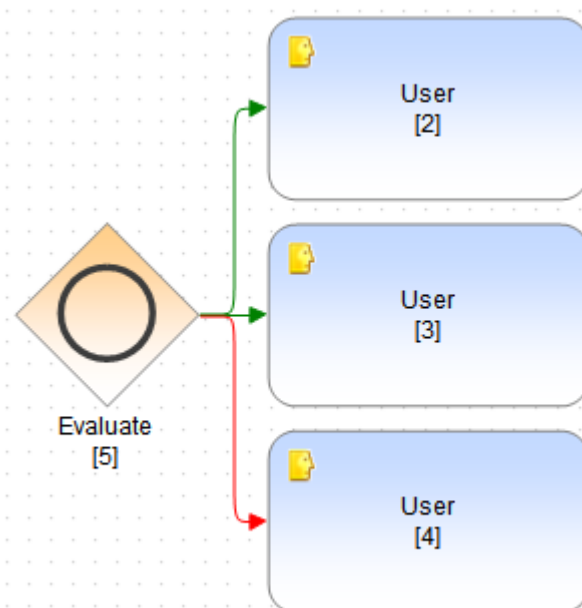 User
[2]
User
[3]
Evaluate
[5]
User
[4]